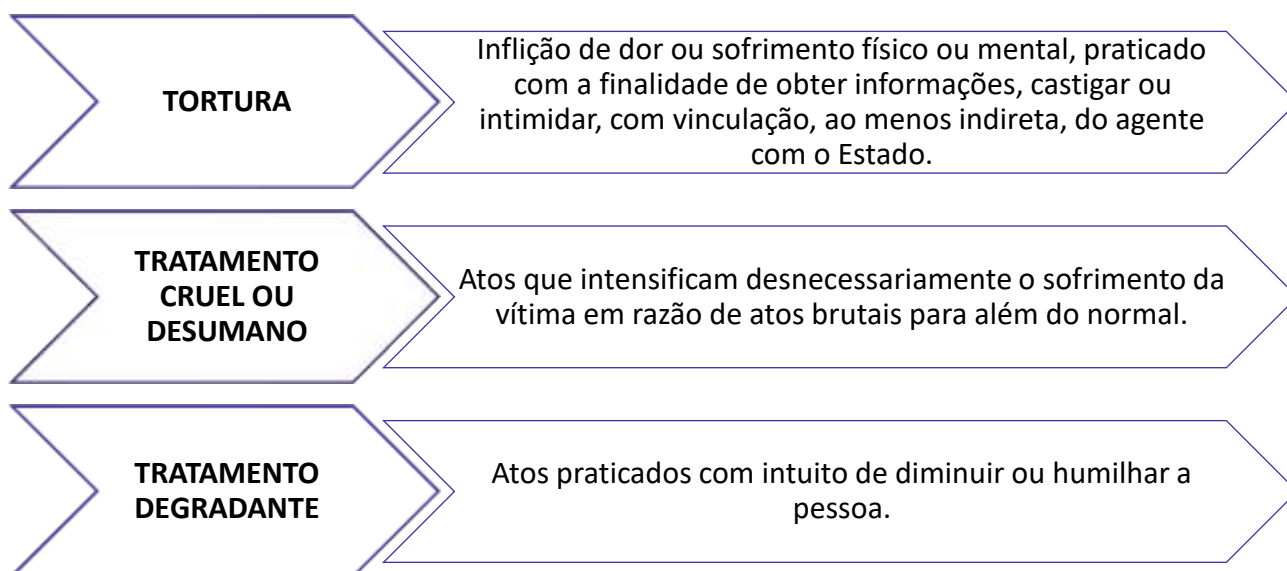 TORTURA
Inflição de dor ou sofrimento físico ou mental, praticado
com a finalidade de obter informações, castigar ou
intimidar, com vinculação, ao menos indireta, do agente
com o Estado.
TRATAMENTO
CRUEL OU
DESUMANO
Atos que intensificam desnecessariamente o sofrimento da
vítima em razão de atos brutais para além do normal.
TRATAMENTO
DEGRADANTE
Atos praticados com intuito de diminuir ou humilhar a
pessoa.